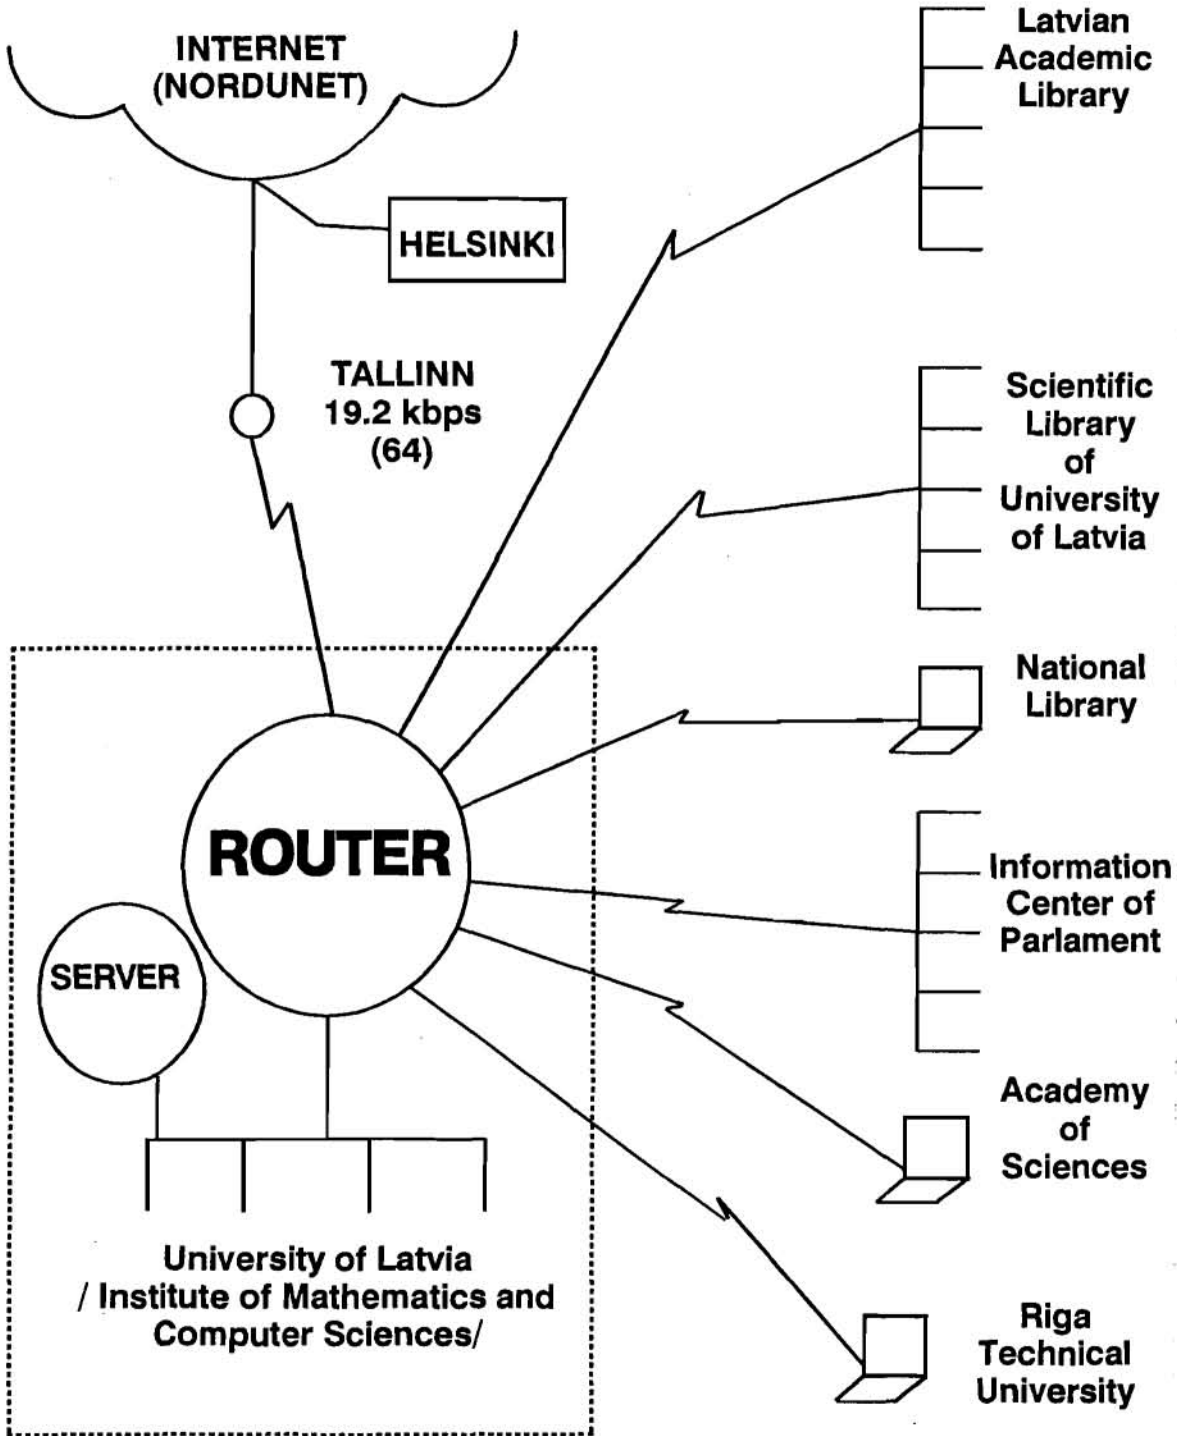 INTERNET
(NORDUNET)
HELSINKI
TALLINN
19.2 kbps
(64)
Latvian
Academic
Library
Scientific
Library
of
University
of Latvia
National
Library
ROUTER
Information
Center of
Parlament
SERVER
Academy
of
Sciences
University of Latvia
/ Institute of Mathematics and
Computer Sciences/
Riga
Technical
University